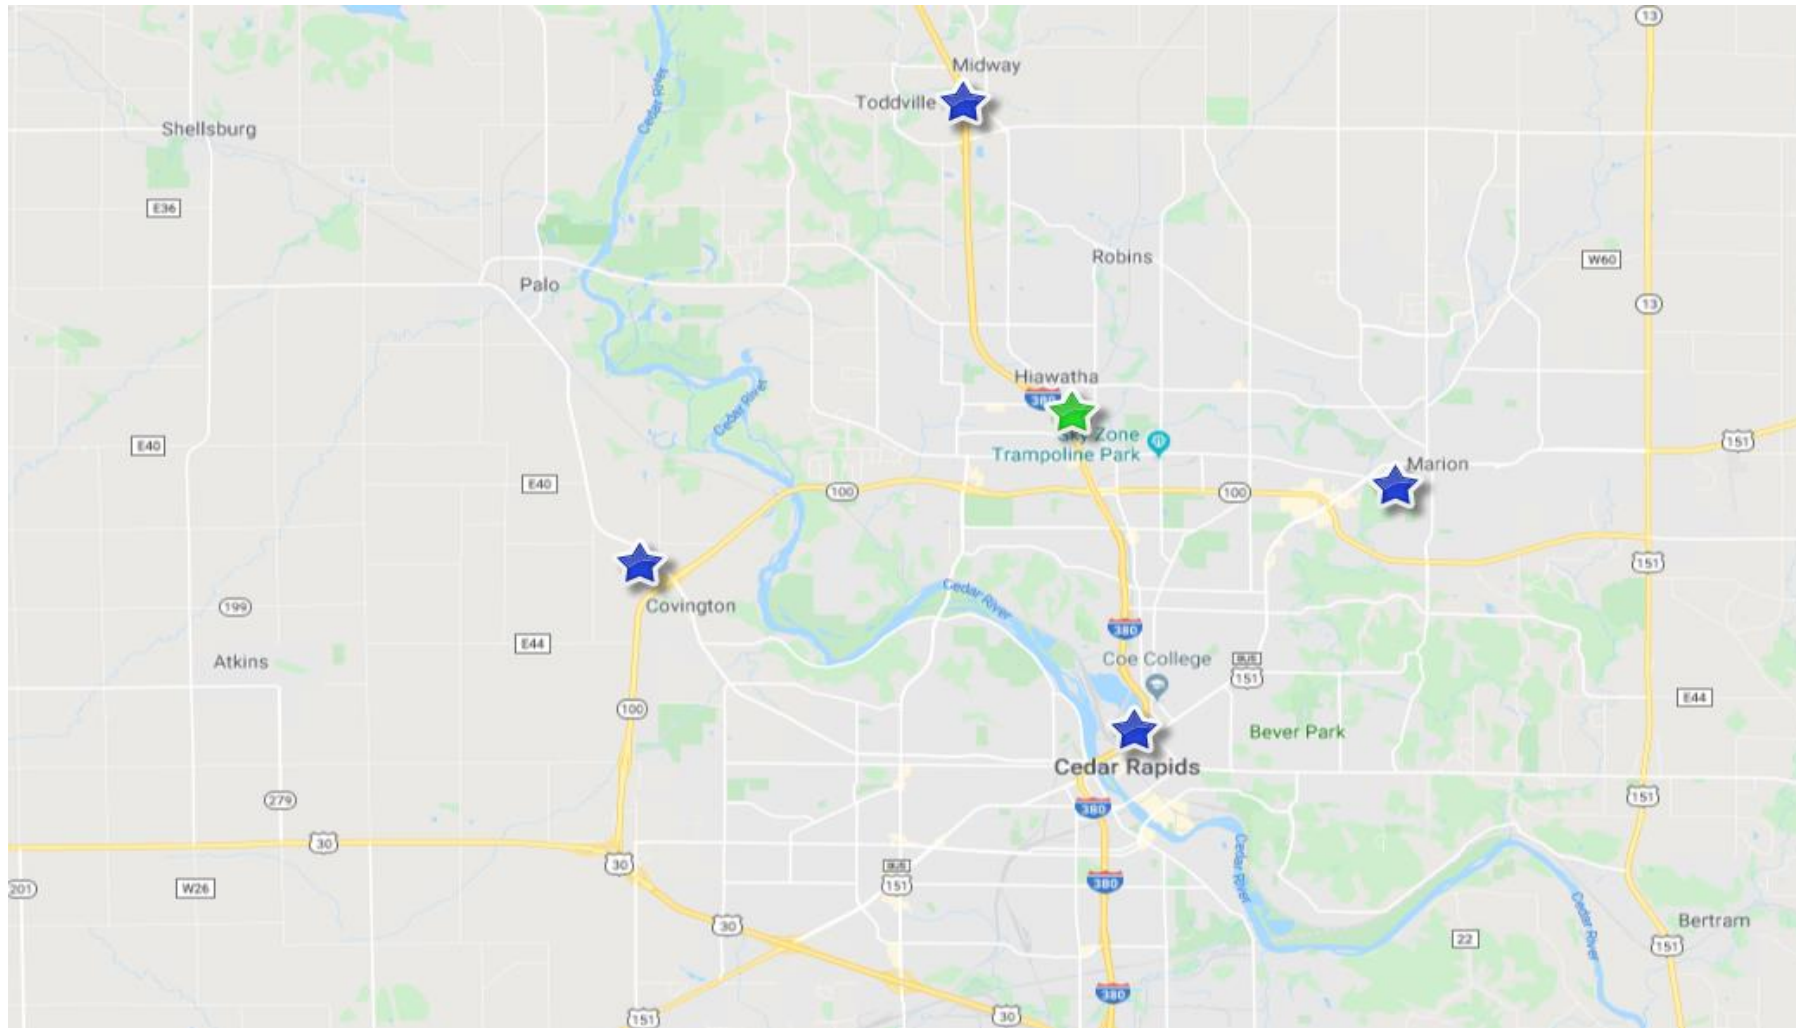 13
Midway
Toddville
Cedar River
Shellsburg
E36
Robins
W60
13
Palo
Hiawatha
380
Cedar River
Sky Zone
Trampoline Park
151
E40
Marion
E40
100
100
151
Covington
Cedar River
199
380
E44
Coe College
BUS
151
Atkins
E44
100
Bever Park
Cedar Rapids
279
380
151
30
30
BUS
151
380
201
W26
Cedar River
Cedar River
30
22
Bertram
151
380
151
30